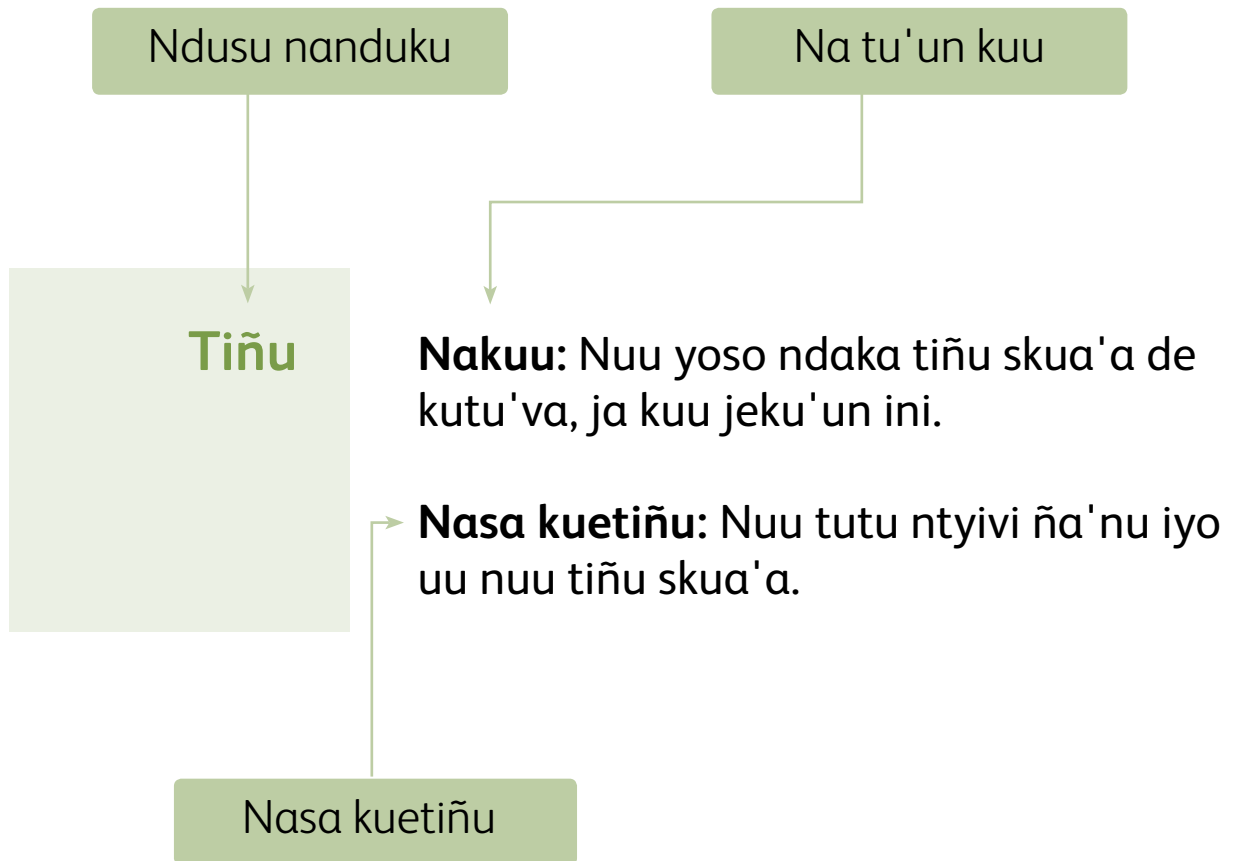 Ndusu nanduku
Na tu'un kuu
Tiñu
Nakuu: Nuu yoso ndaka tiñu skua'a de
kutu'va, ja kuu jeku'un ini.
Nasa kuetiñu: Nuu tutu ntyivi ña'nu iyo
uu nuu tiñu skua'a.
Nasa kuetiñu